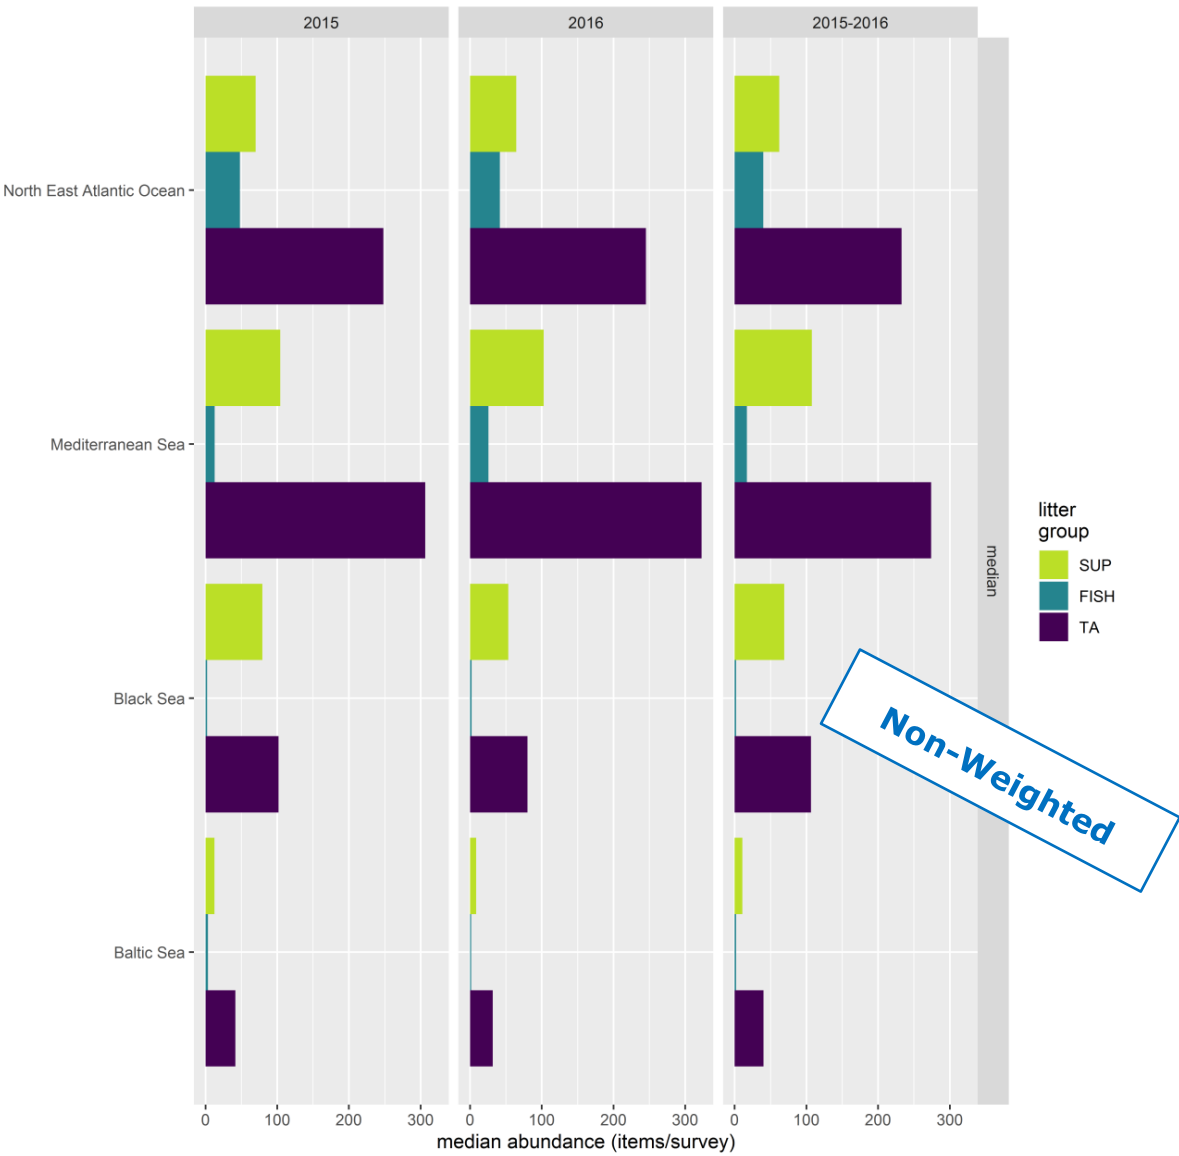 2015
2016
2015-2016
North East Atlantic Ocean
Mediterranean Sea
Black Sea
Baltic Sea
median
litter
group
SUP
FISH
TA
Non-Weighted
0 100 200 300
0 100 200 300
0 100 200 300
median abundance (items/survey)